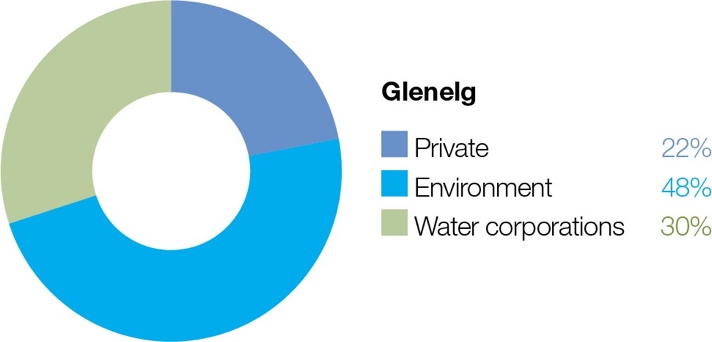 Glenelg
Private 22%
Environment 48%
Water corporations 30%